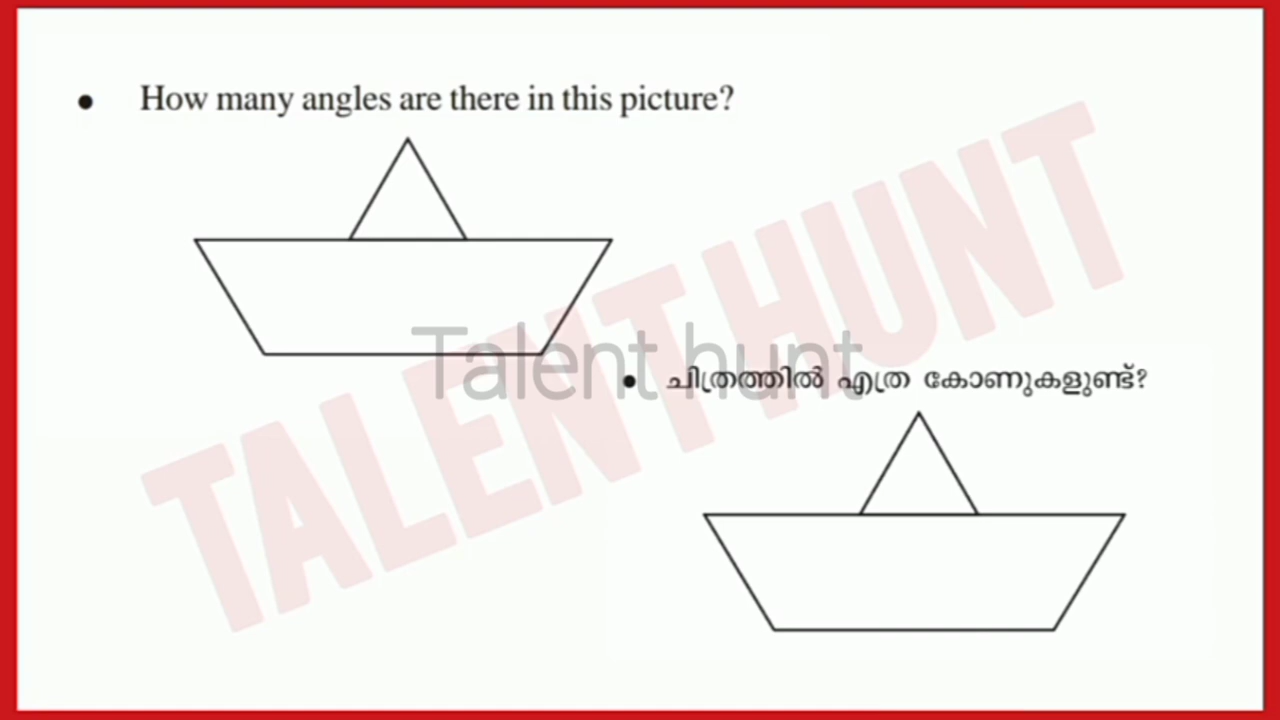 • How many angles are there in this picture?
TALENT HUNT
Talent hunt
• ചിത്രത്തിൽ എത്ര കോണുകളുണ്ട്?